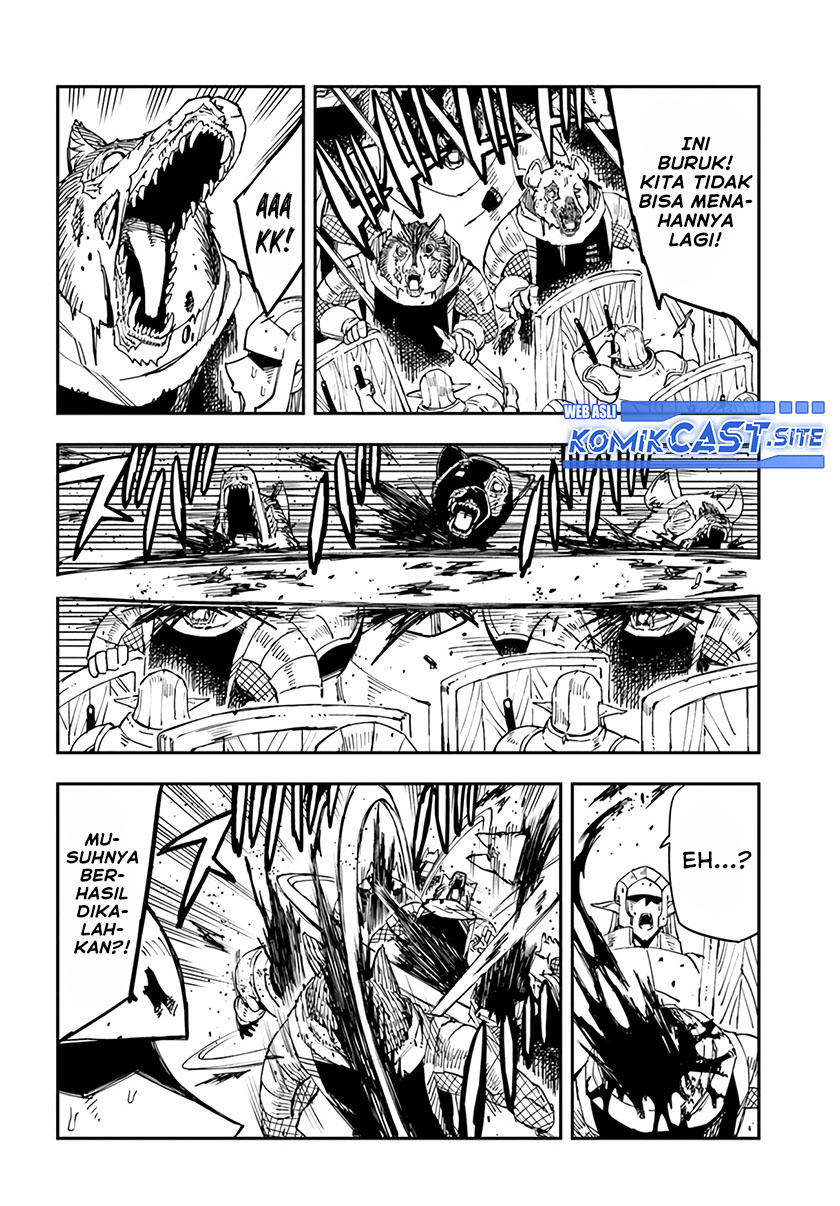 INI
BURUK!
KITA TIDAK
BISA MENA-
HANNYA
LAGI!
AAA
KK!
WEB ASLI
KOMIKCAST.SITE
EH...?
MU-
SUHNYA
BER-
HASIL
DIKA-
LAH-
KAN?!